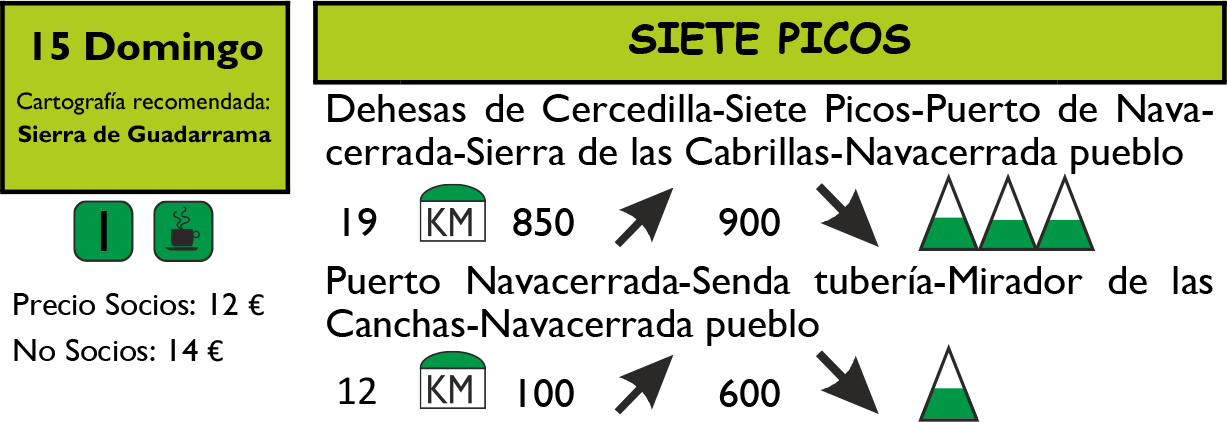 15 Domingo
Cartografía recomendada:
Sierra de Guadarrama
I
Precio Socios: 12 €
No Socios: 14 €
SIETE PICOS
Dehesas de Cercedilla-Siete Picos-Puerto de Nava-
cerrada-Sierra de las Cabrillas-Navacerrada pueblo
19 KM 850 900
Puerto Navacerrada-Senda tubería-Mirador de las
Canchas-Navacerrada pueblo
12 KM 100 600